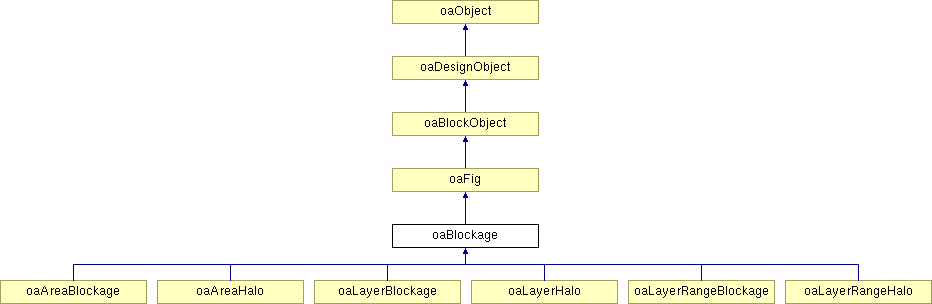 oaObject
oaDesignObject
oaBlockObject
oaFig
oaBlockage
oaAreaBlockage oaAreaHalo oaLayerBlockage oaLayerHalo oaLayerRangeBlockage oaLayerRangeHalo